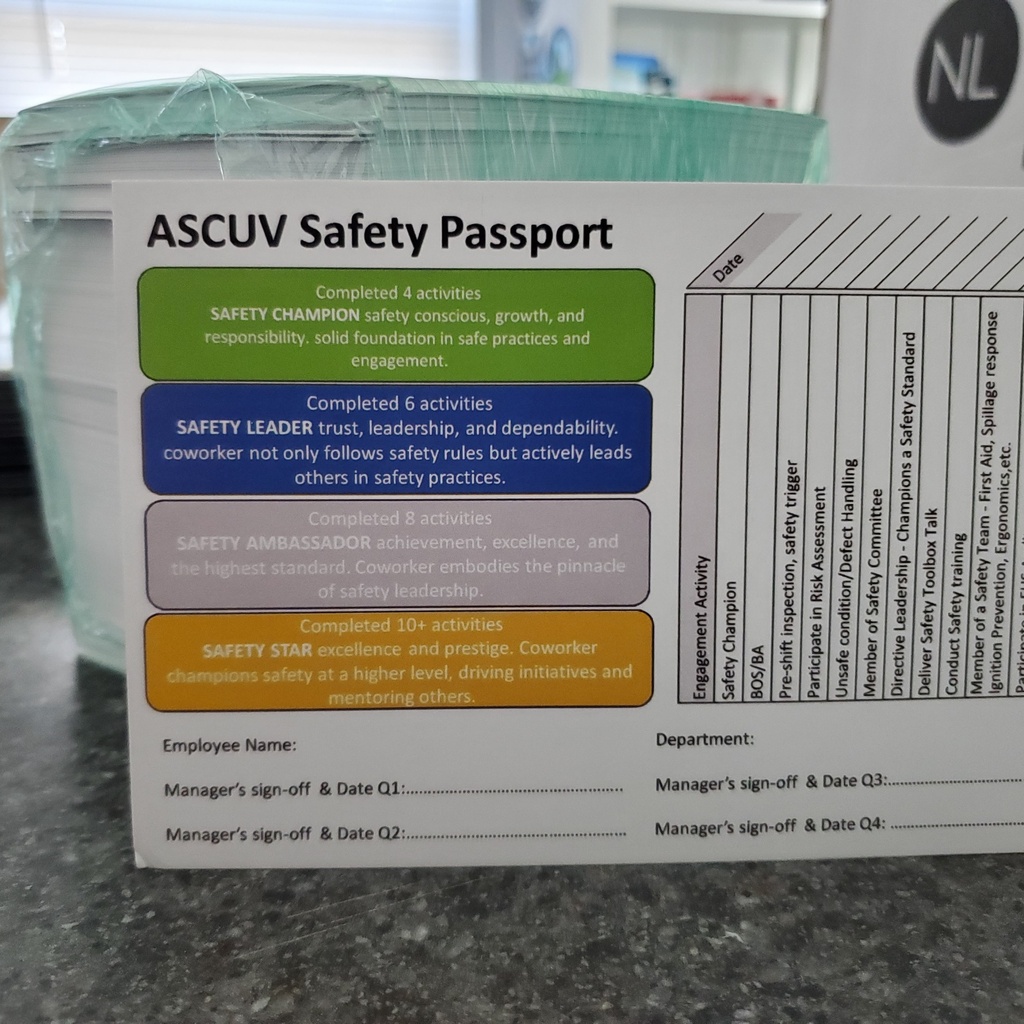 NL
ASCUV Safety Passport
Completed 4 activities
SAFETY CHAMPION safety conscious, growth, and
responsibility. solid foundation in safe practices and
engagement.
Completed 6 activities
SAFETY LEADER trust, leadership, and dependability.
coworker not only follows safety rules but actively leads
others in safety practices.
Completed 8 activities
SAFETY AMBASSADOR achievement, excellence, and
the highest standard. Coworker embodies the pinnacle
of safety leadership.
Completed 10+ activities
SAFETY STAR excellence and prestige. Coworker
champions safety at a higher level, driving initiatives and
mentoring others.
Date
Engagement Activity
Safety Champion
BOS/BA
Pre-shift inspection, safety trigger
Participate in Risk Assessment
Unsafe condition/Defect Handling
Member of Safety Committee
Directive Leadership - Champions a Safety Standard
Deliver Safety Toolbox Talk
Conduct Safety training
Member of a Safety Team - First Aid, Spillage response
Ignition Prevention, Ergonomics,etc.
Participate in
Employee Name:
Department:
Manager's sign-off & Date Q1:
Manager's sign-off & Date Q3:
Manager's sign-off & Date Q2:
Manager's sign-off & Date Q4: